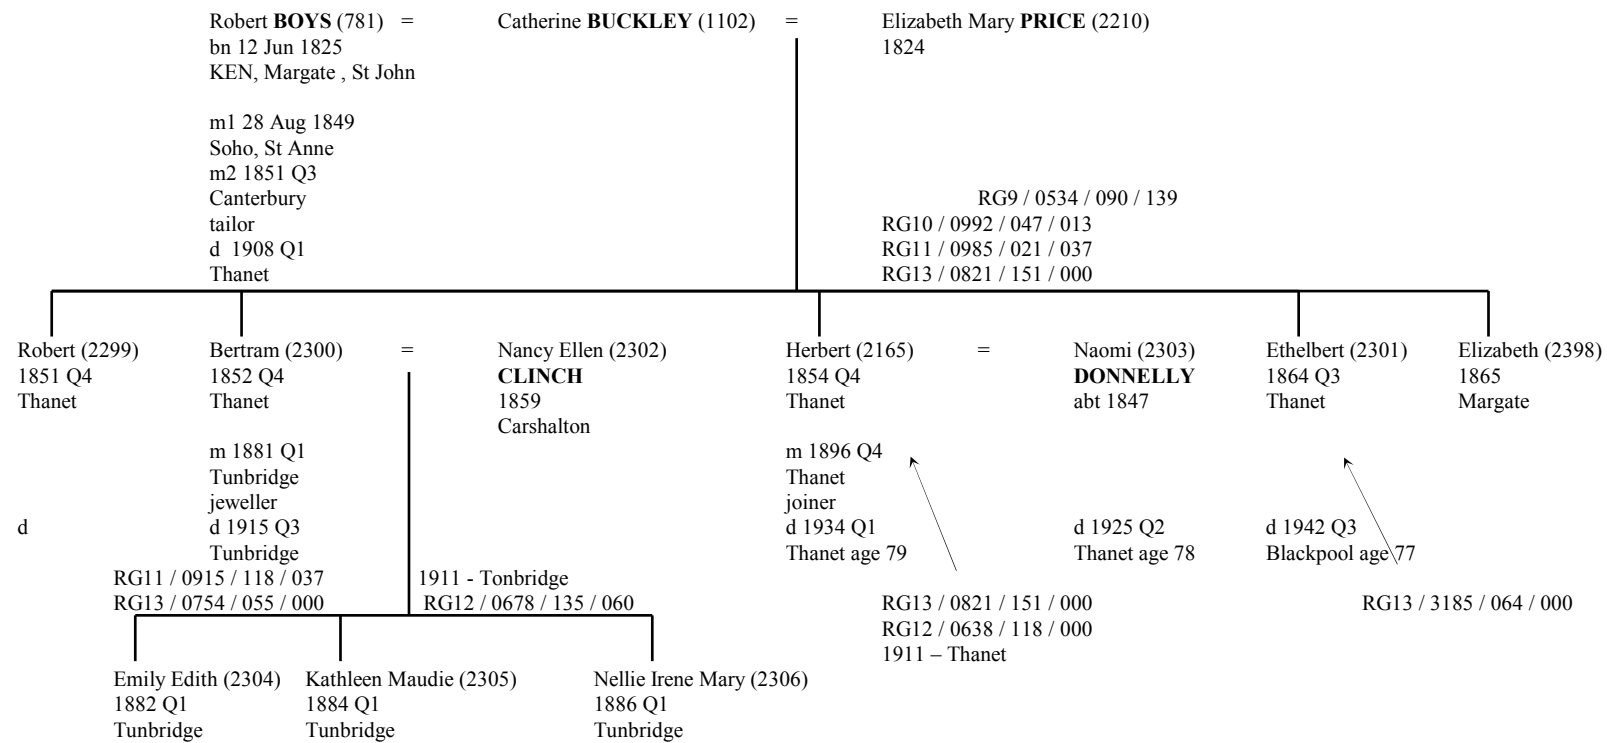 Robert BOYS (781) = Catherine BUCKLEY (1102) = Elizabeth Mary PRICE (2210)
bn 12 Jun 1825 1824
KEN, Margate , St John
m1 28 Aug 1849
Soho, St Anne
m2 1851 Q3
Canterbury RG9 / 0534 / 090 / 139
tailor RG10 / 0992 / 047 / 013
d 1908 Q1 RG11 / 0985 / 021 / 037
Thanet RG13 / 0821 / 151 / 000
Robert (2299) Bertram (2300) = Nancy Ellen (2302) Herbert (2165) = Naomi (2303) Ethelbert (2301) Elizabeth (2398)
1851 Q4 1852 Q4 CLINCH 1854 Q4 DONNELLY 1864 Q3 1865
Thanet Thanet 1859 Thanet abt 1847 Thanet Margate
Carshalton
m 1881 Q1 m 1896 Q4
Tunbridge Thanet
jeweller joiner
d d 1915 Q3 d 1934 Q1 d 1925 Q2 d 1942 Q3
Tunbridge Thanet age 79 Thanet age 78 Blackpool age 77
RG11 / 0915 / 118 / 037 1911 - Tonbridge
RG13 / 0754 / 055 / 000 RG12 / 0678 / 135 / 060 RG13 / 0821 / 151 / 000 RG13 / 3185 / 064 / 000
RG12 / 0638 / 118 / 000
1911 – Thanet
Emily Edith (2304) Kathleen Maudie (2305) Nellie Irene Mary (2306)
1882 Q1 1884 Q1 1886 Q1
Tunbridge Tunbridge Tunbridge